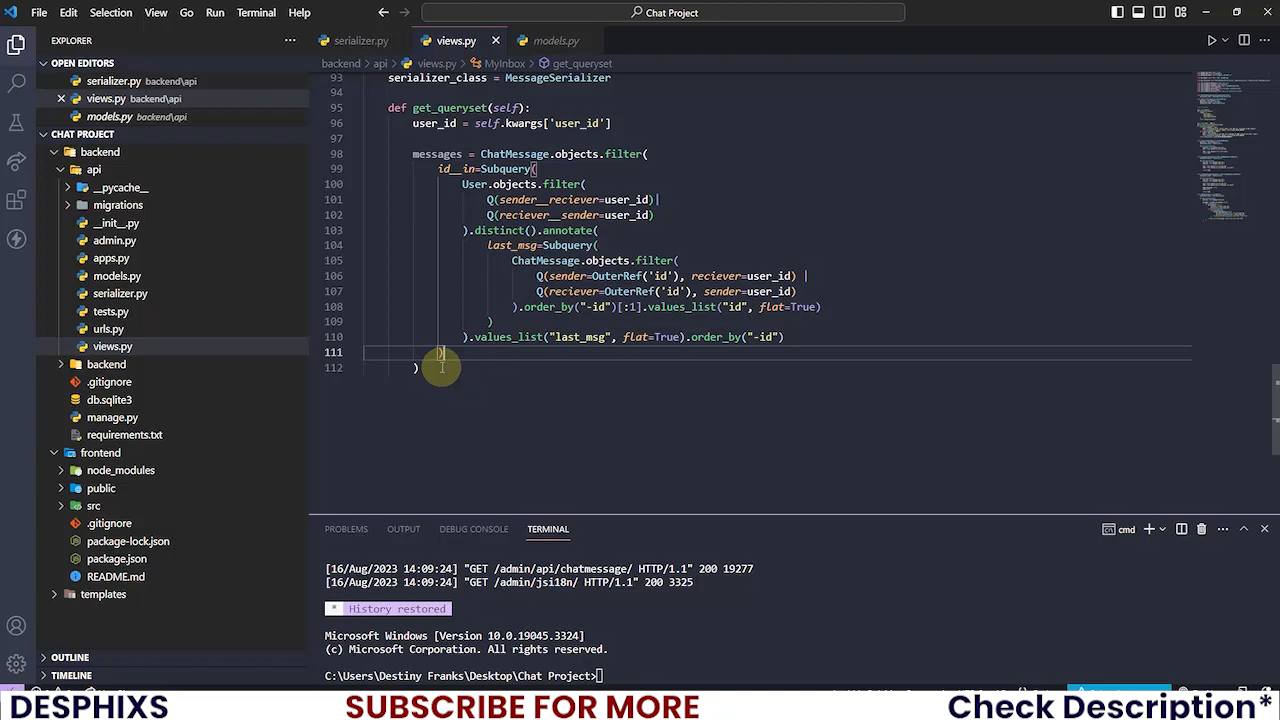 File Edit Selection View Go Run Terminal Help
Chat Project
EXPLORER
OPEN EDITORS
serializer.py backend\api
views.py backend\api
models.py backend\api
CHAT PROJECT
backend
api
__pycache__
migrations
__init__.py
admin.py
apps.py
models.py
serializer.py
tests.py
urls.py
views.py
backend
.gitignore
db.sqlite3
manage.py
requirements.txt
frontend
node_modules
public
src
.gitignore
package-lock.json
package.json
README.md
templates
OUTLINE
TIMELINE
serializer.py views.py models.py
backend > api > views.py > MyInbox > get_queryset
93 serializer_class = MessageSerializer
94
95 def get_queryset(self):
96 user_id = self.kwargs['user_id']
97
98 messages = ChatMessage.objects.filter(
99 id__in=Subquery(
100 User.objects.filter(
101 Q(sender__reciever=user_id)|
102 Q(reciever__sender=user_id)
103 ).distinct().annotate(
104 last_msg=Subquery(
105 ChatMessage.objects.filter(
106 Q(sender=OuterRef('id'), reciever=user_id) |
107 Q(reciever=OuterRef('id'), sender=user_id)
108 ).order_by("-id")[:1].values_list("id", flat=True)
109 )
110 ).values_list("last_msg", flat=True).order_by("-id")
111 )
112 )
PROBLEMS OUTPUT DEBUG CONSOLE TERMINAL
cmd
[16/Aug/2023 14:09:24] "GET /admin/api/chatmessage/ HTTP/1.1" 200 19277
[16/Aug/2023 14:09:24] "GET /admin/jsi18n/ HTTP/1.1" 200 3325
* History restored
Microsoft Windows [Version 10.0.19045.3324]
(c) Microsoft Corporation. All rights reserved.
C:\Users\Destiny Franks\Desktop\Chat Project>
DESPHIXS SUBSCRIBE FOR MORE Check Description*